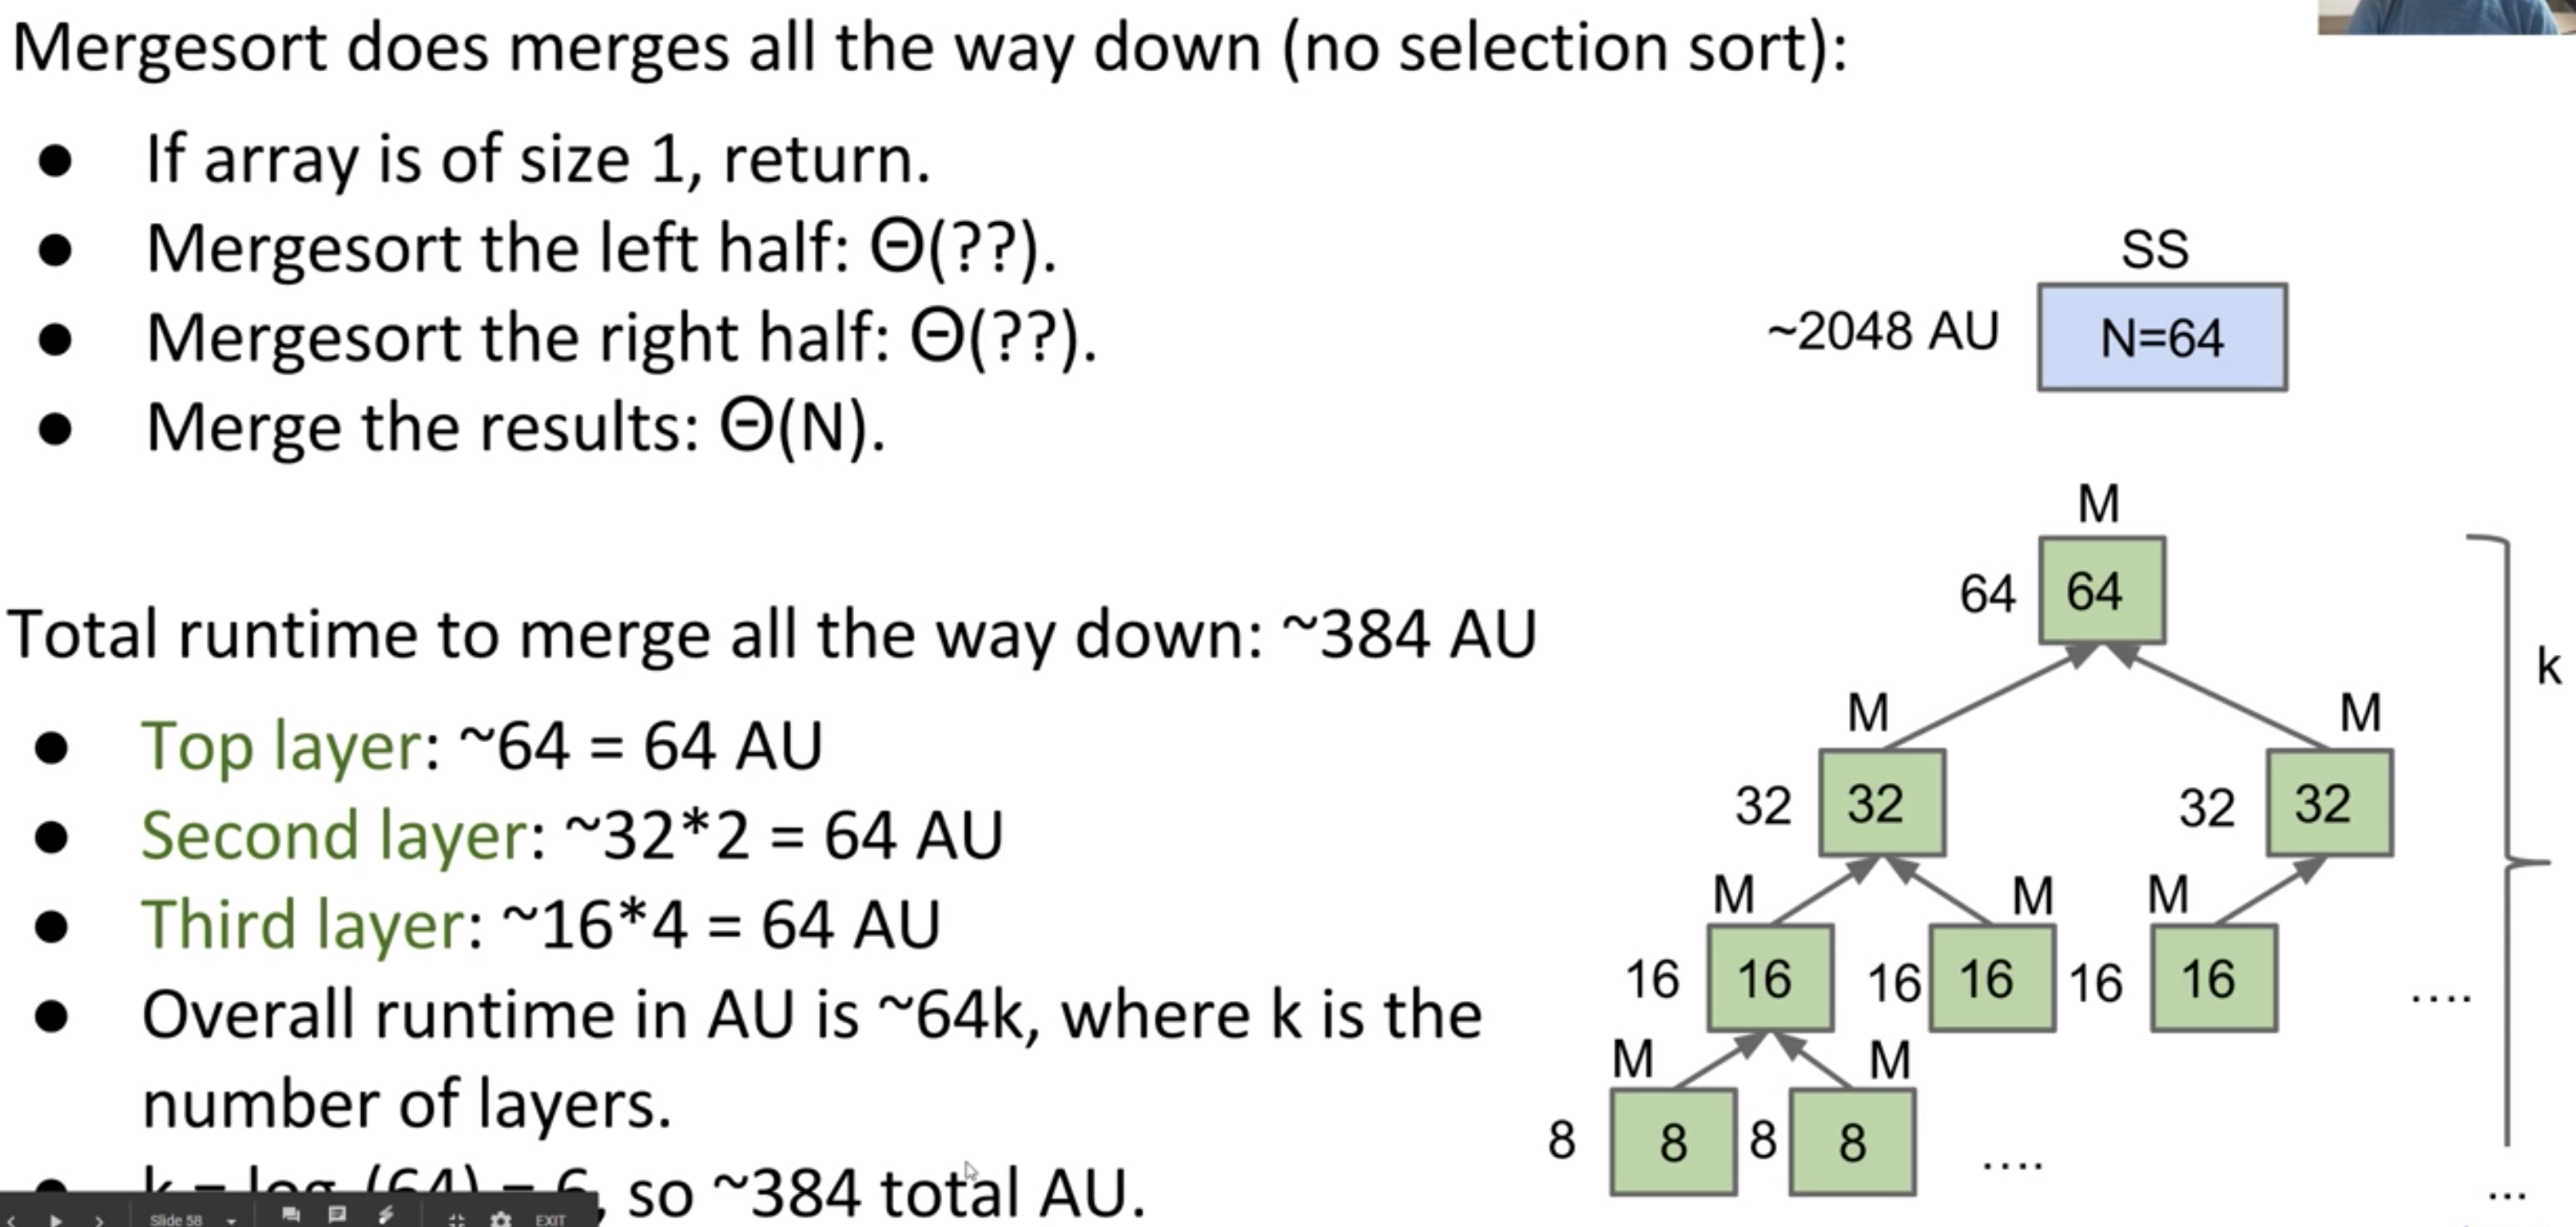 Mergesort does merges all the way down (no selection sort):
● If array is of size 1, return.
● Mergesort the left half: Θ(??).
● Mergesort the right half: Θ(??).
● Merge the results: Θ(N).
SS
~2048 AU N=64
Total runtime to merge all the way down: ~384 AU
● Top layer: ~64 = 64 AU
● Second layer: ~32*2 = 64 AU
● Third layer: ~16*4 = 64 AU
● Overall runtime in AU is ~64k, where k is the
number of layers.
● k = log (64) = 6, so ~384 total AU.
M
64 64
k
M M
32 32 32 32
M M M
16 16 16 16 16 16 ....
M M
8 8 8 8 ....
...
Slide 58 EXIT